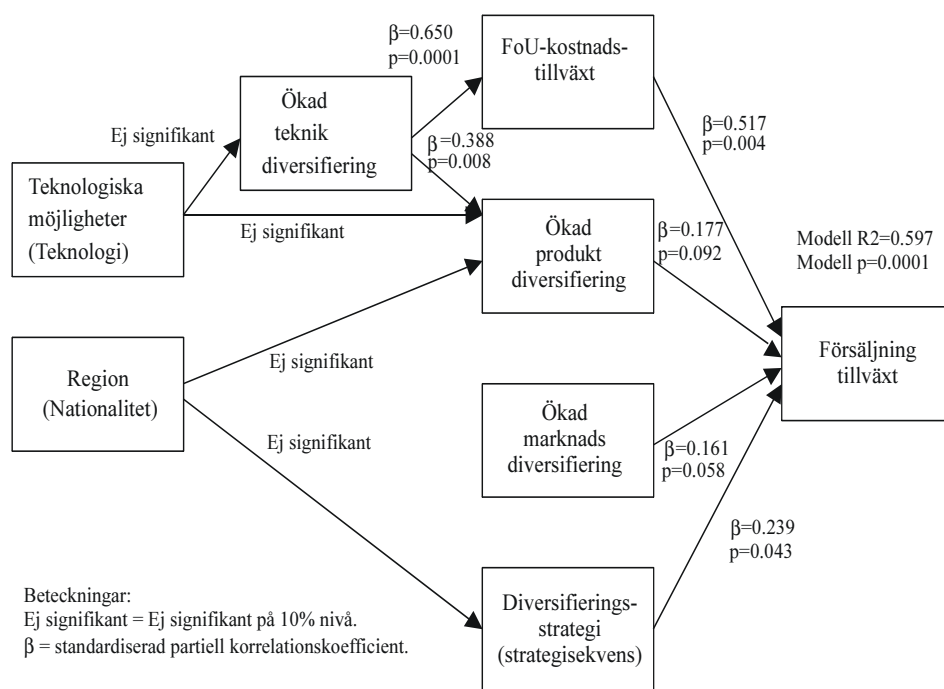 β=0.650
p=0.0001
FoU-kostnads-
tillväxt
Ökad
teknik
diversifiering
Ej signifikant
β=0.388
p=0.008
β=0.517
p=0.004
Teknologiska
möjligheter
(Teknologi)
Ej signifikant
Ökad
produkt
diversifiering
β=0.177
p=0.092
Modell R2=0.597
Modell p=0.0001
Region
(Nationalitet)
Ej signifikant
Försäljning
tillväxt
Ökad
marknads
diversifiering
Ej signifikant
β=0.161
p=0.058
β=0.239
p=0.043
Diversifierings-
strategi
(strategisekvens)
Beteckningar:
Ej signifikant = Ej signifikant på 10% nivå.
β = standardiserad partiell korrelationskoefficient.